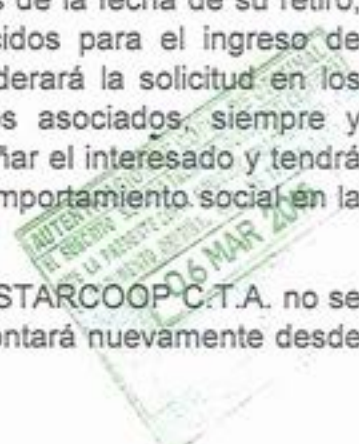 s de la fecha de su retiro,
cidos para el ingreso de
derará la solicitud en los
os asociados, siempre y
ñar el interesado y tendrá
mportamiento social en la
STARCOOP C.T.A. no se
ontará nuevamente desde
06 MAR